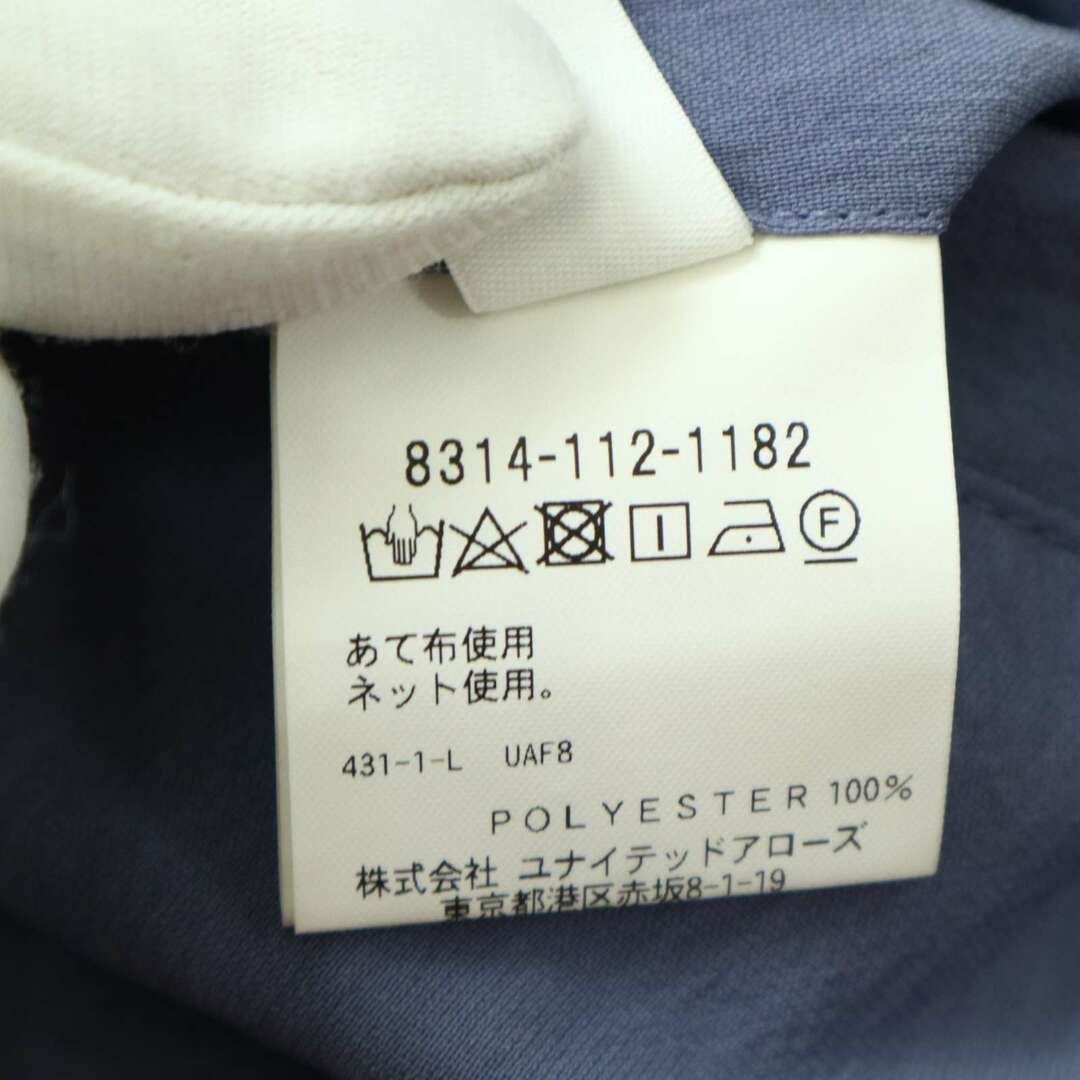 8314-112-1182
F
あて布使用
ネット使用。
431-1-L UAF8
POLYESTER 100%
株式会社 ユナイテッドアローズ
東京都港区赤坂8-1-19